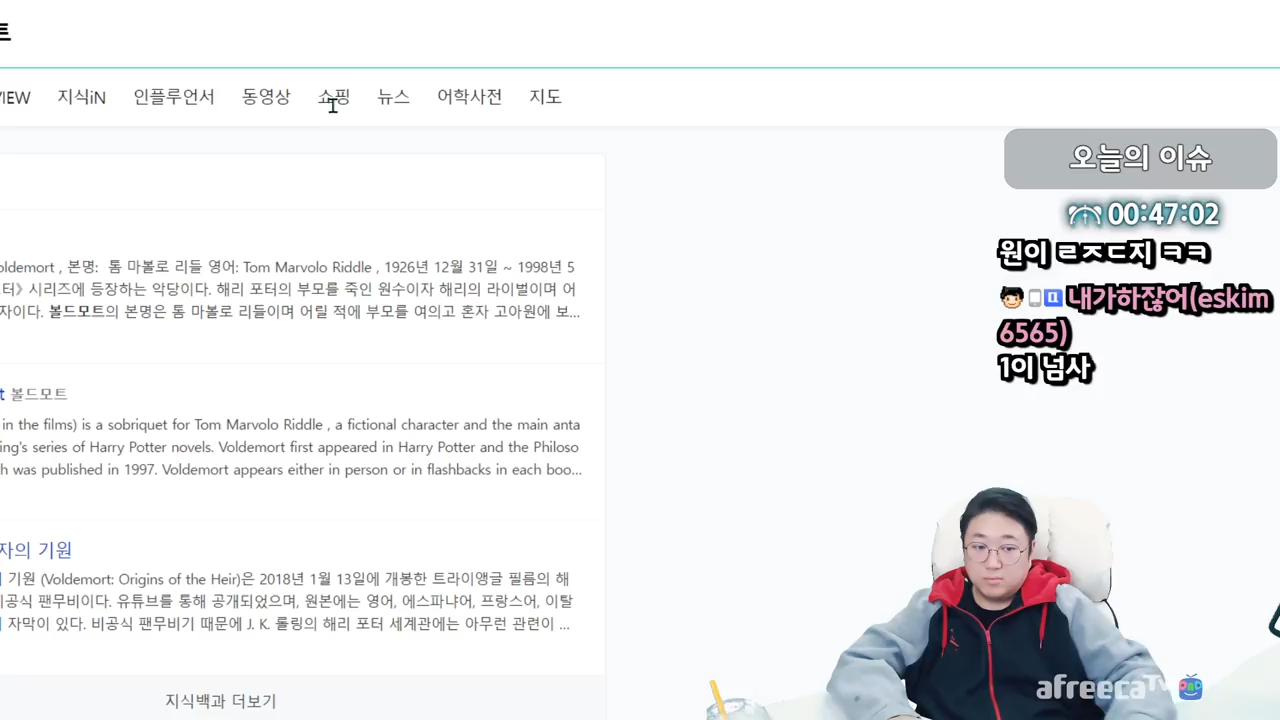 트
VIEW 지식iN 인플루언서 동영상 쇼핑 뉴스 어학사전 지도
오늘의 이슈
00:47:02
원이 ㄹㅈㄷ지 ㅋㅋ
내가하잖어(eskim
6565)
1이 넘사
oldemort , 본명: 톰 마볼로 리들 영어: Tom Marvolo Riddle , 1926년 12월 31일 ~ 1998년 5
터》 시리즈에 등장하는 악당이다. 해리 포터의 부모를 죽인 원수이자 해리의 라이벌이며 어
자이다. 볼드모트의 본명은 톰 마볼로 리들이며 어릴 적에 부모를 여의고 혼자 고아원에 보...
t 볼드모트
in the films) is a sobriquet for Tom Marvolo Riddle , a fictional character and the main anta
ing's series of Harry Potter novels. Voldemort first appeared in Harry Potter and the Philoso
h was published in 1997. Voldemort appears either in person or in flashbacks in each boo...
자의 기원
기원 (Voldemort: Origins of the Heir)은 2018년 1월 13일에 개봉한 트라이앵글 필름의 해
비공식 팬무비이다. 유튜브를 통해 공개되었으며, 원본에는 영어, 에스파냐어, 프랑스어, 이탈
자막이 있다. 비공식 팬무비기 때문에 J. K. 롤링의 해리 포터 세계관에는 아무런 관련이 ...
지식백과 더보기
afreecaTV